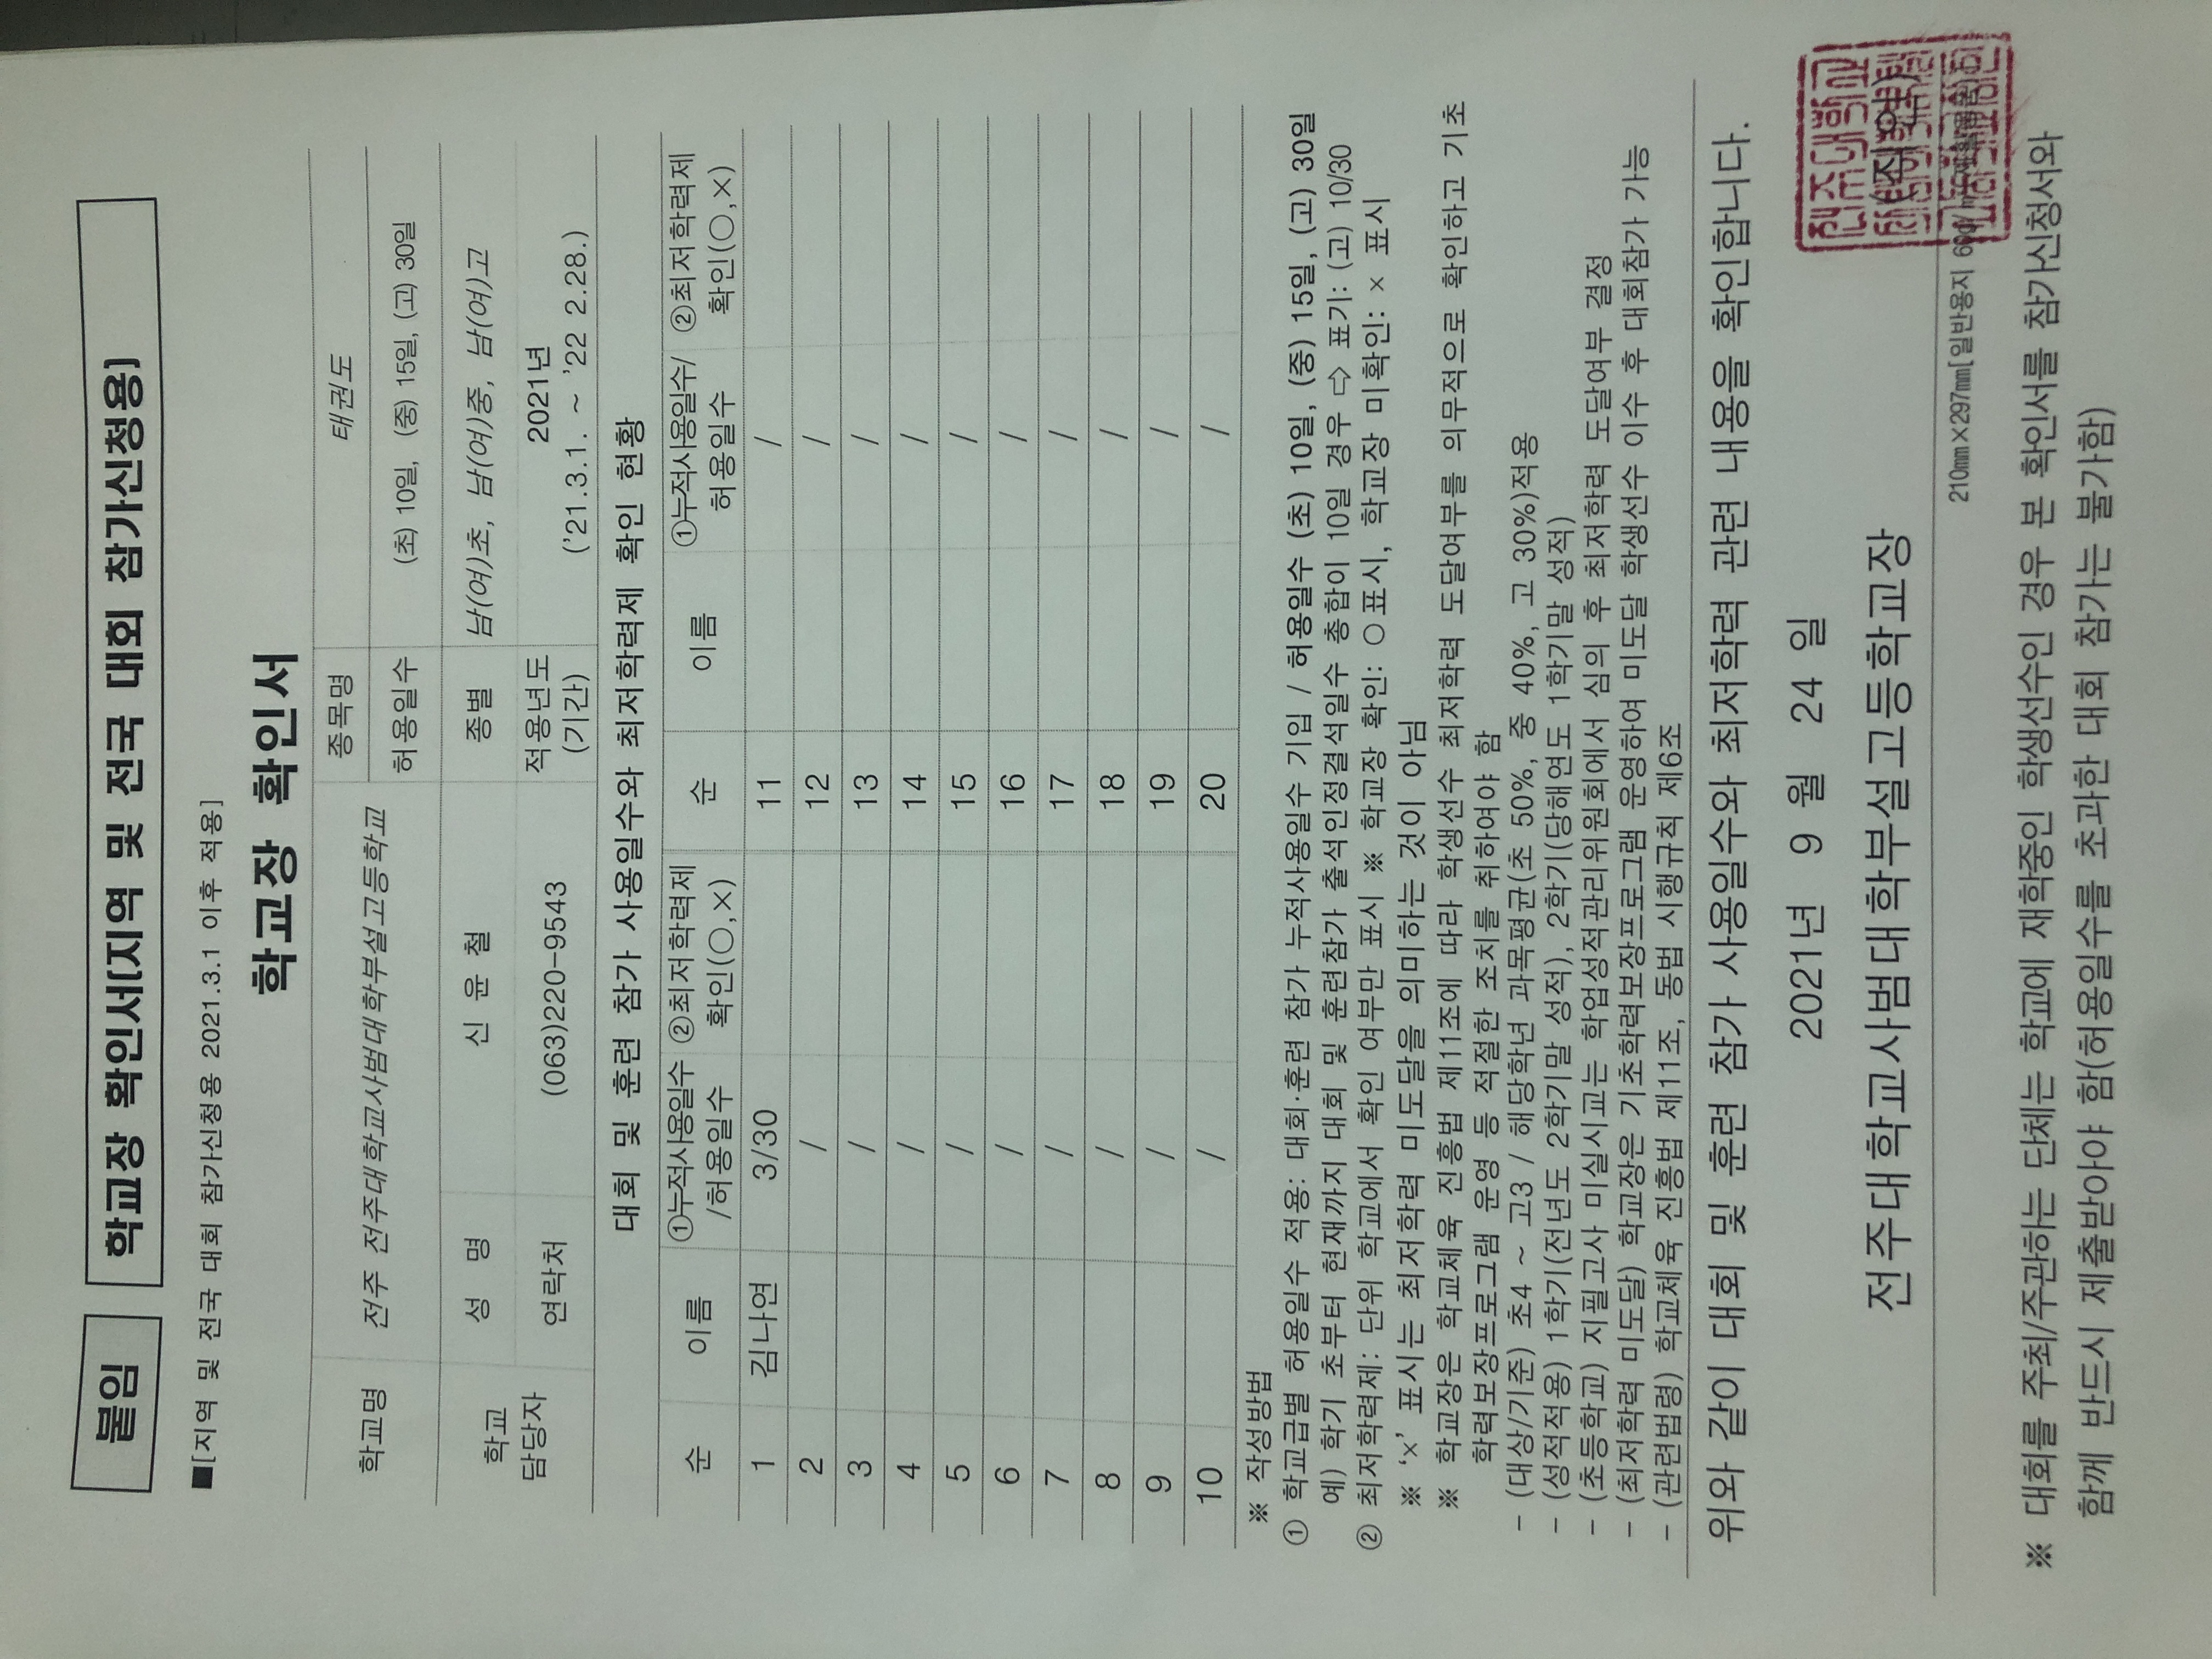 붙임
학교장 확인서[지역 및 전국 대회 참가신청용]
■[지역 및 전국 대회 참가신청용 2021.3.1 이후 적용]
학교장 확인서
학교명 전주 전주대학교사범대학부설고등학교 종목명 태권도
허용일수 (초) 10일, (중) 15일, (고) 30일
학교 담당자 성 명 신 윤 철 종별 남(여)초, 남(여)중, 남(여)고
연락처 (063)220-9543 적용년도 (기간) 2021년 ('21.3.1. ~ '22 2.28.)
대회 및 훈련 참가 사용일수와 최저학력제 확인 현황
순 이름 ①누적사용일수/허용일수 ②최저학력제 확인(○,×) 순 이름 ①누적사용일수/허용일수 ②최저학력제 확인(○,×)
1 김나연 3/30 11 /
2 / 12 /
3 / 13 /
4 / 14 /
5 / 15 /
6 / 16 /
7 / 17 /
8 / 18 /
9 / 19 /
10 / 20 /
※ 작성방법
① 학교급별 허용일수 적용: 대회·훈련 참가 누적사용일수 기입 / 허용일수 (초) 10일, (중) 15일, (고) 30일
예) 학기 초부터 현재까지 대회 및 훈련참가 출석인정결석일수 총합이 10일 경우 ⇨ 표기: (고) 10/30
② 최저학력제: 단위 학교에서 확인 여부만 표시 ※ 학교장 확인: ○표시, 학교장 미확인: × 표시
※ '×' 표시는 최저학력 미도달을 의미하는 것이 아님
※ 학교장은 학교체육 진흥법 제11조에 따라 학생선수 최저학력 도달여부를 의무적으로 확인하고 기초
학력보장프로그램 운영 등 적절한 조치를 취하여야 함
- (대상/기준) 초4 ~ 고3 / 해당학년 과목평균(초 50%, 중 40%, 고 30%)적용
- (성적적용) 1학기(전년도 2학기말 성적), 2학기(당해연도 1학기말 성적)
- (초등학교) 지필고사 미실시교는 학업성적관리위원회에서 심의 후 최저학력 도달여부 결정
- (최저학력 미도달) 학교장은 기초학력보장프로그램 운영하여 미도달 학생선수 이수 후 대회참가 가능
- (관련법령) 학교체육 진흥법 제11조, 동법 시행규칙 제6조
위와 같이 대회 및 훈련 참가 사용일수와 최저학력 관련 내용을 확인합니다.
2021년 9 월 24 일
전주대학교사범대학부설고등학교장 (직인)
210㎜×297㎜[일반용지 60g/㎡
※ 대회를 주최/주관하는 단체는 학교에 재학중인 학생선수인 경우 본 확인서를 참가신청서와
함께 반드시 제출받아야 함(허용일수를 초과한 대회 참가는 불가함)